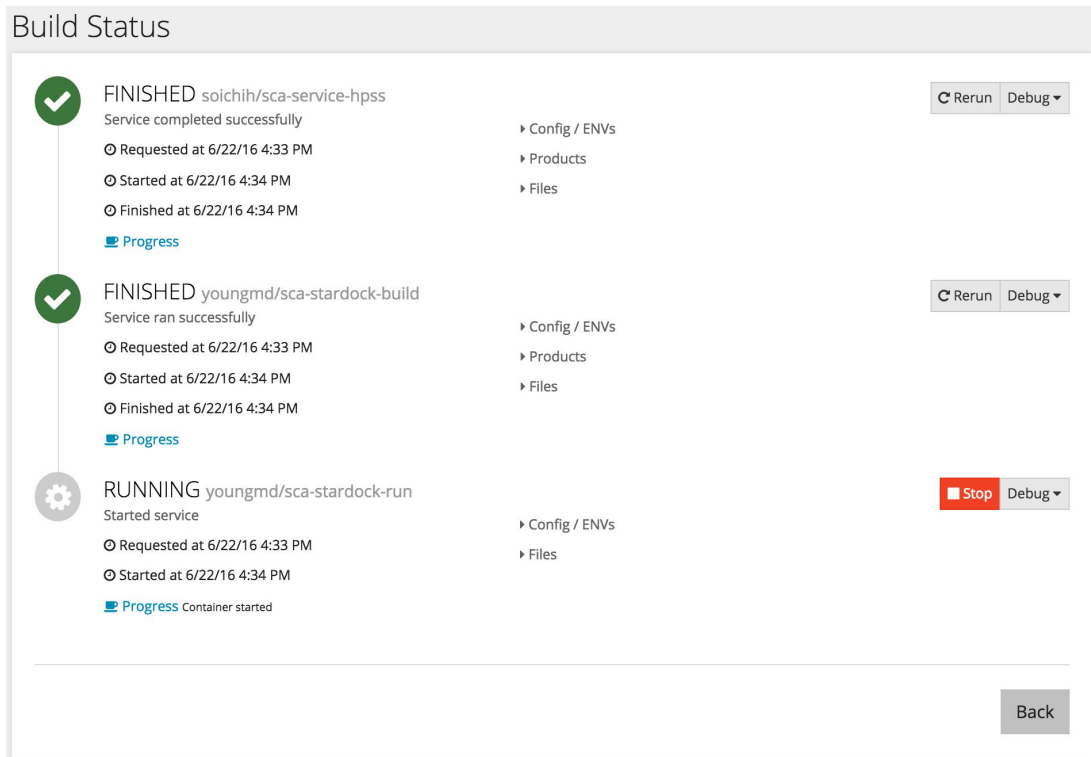 Build Status
FINISHED soichih/sca-service-hpss
Service completed successfully
Requested at 6/22/16 4:33 PM
Started at 6/22/16 4:34 PM
Finished at 6/22/16 4:34 PM
Progress
Config / ENVs
Products
Files
Rerun Debug
FINISHED youngmd/sca-stardock-build
Service ran successfully
Requested at 6/22/16 4:33 PM
Started at 6/22/16 4:34 PM
Finished at 6/22/16 4:34 PM
Progress
Config / ENVs
Products
Files
Rerun Debug
RUNNING youngmd/sca-stardock-run
Started service
Requested at 6/22/16 4:33 PM
Started at 6/22/16 4:34 PM
Progress Container started
Config / ENVs
Files
Stop Debug
Back